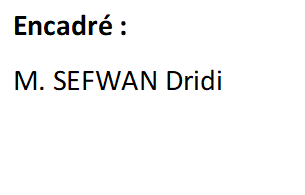 Encadré :
M. SEFWAN Dridi